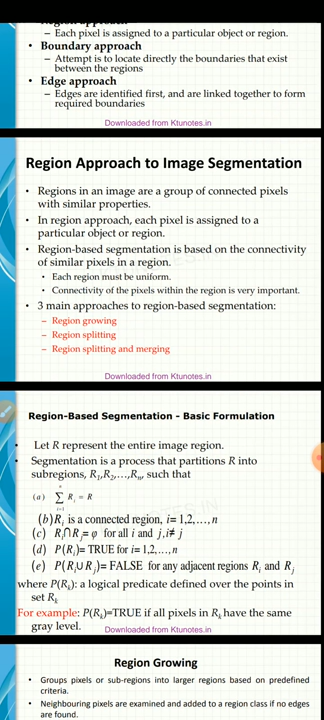 Region approach
– Each pixel is assigned to a particular object or region.
• Boundary approach
– Attempt is to locate directly the boundaries that exist
between the regions
• Edge approach
– Edges are identified first, and are linked together to form
required boundaries
Downloaded from Ktunotes.in
Region Approach to Image Segmentation
• Regions in an image are a group of connected pixels
with similar properties.
• In region approach, each pixel is assigned to a
particular object or region.
• Region-based segmentation is based on the connectivity
of similar pixels in a region.
• Each region must be uniform.
• Connectivity of the pixels within the region is very important.
• 3 main approaches to region-based segmentation:
– Region growing
– Region splitting
– Region splitting and merging
Downloaded from Ktunotes.in
Region-Based Segmentation - Basic Formulation
• Let R represent the entire image region.
• Segmentation is a process that partitions R into
subregions, R₁,R₂,…,Rₙ, such that
(a) ∑ⁿᵢ₌₁ Rᵢ = R
(b) Rᵢ is a connected region, i= 1,2,…,n
(c) Rᵢ∩Rⱼ= φ for all i and j,i≠ j
(d) P(Rᵢ)= TRUE for i= 1,2,…,n
(e) P(Rᵢ∪Rⱼ)= FALSE for any adjacent regions Rᵢ and Rⱼ
where P(Rₖ): a logical predicate defined over the points in
set Rₖ
For example: P(Rₖ)=TRUE if all pixels in Rₖ have the same
gray level.
Downloaded from Ktunotes.in
Region Growing
• Groups pixels or sub-regions into larger regions based on predefined
criteria.
• Neighbouring pixels are examined and added to a region class if no edges
are found.